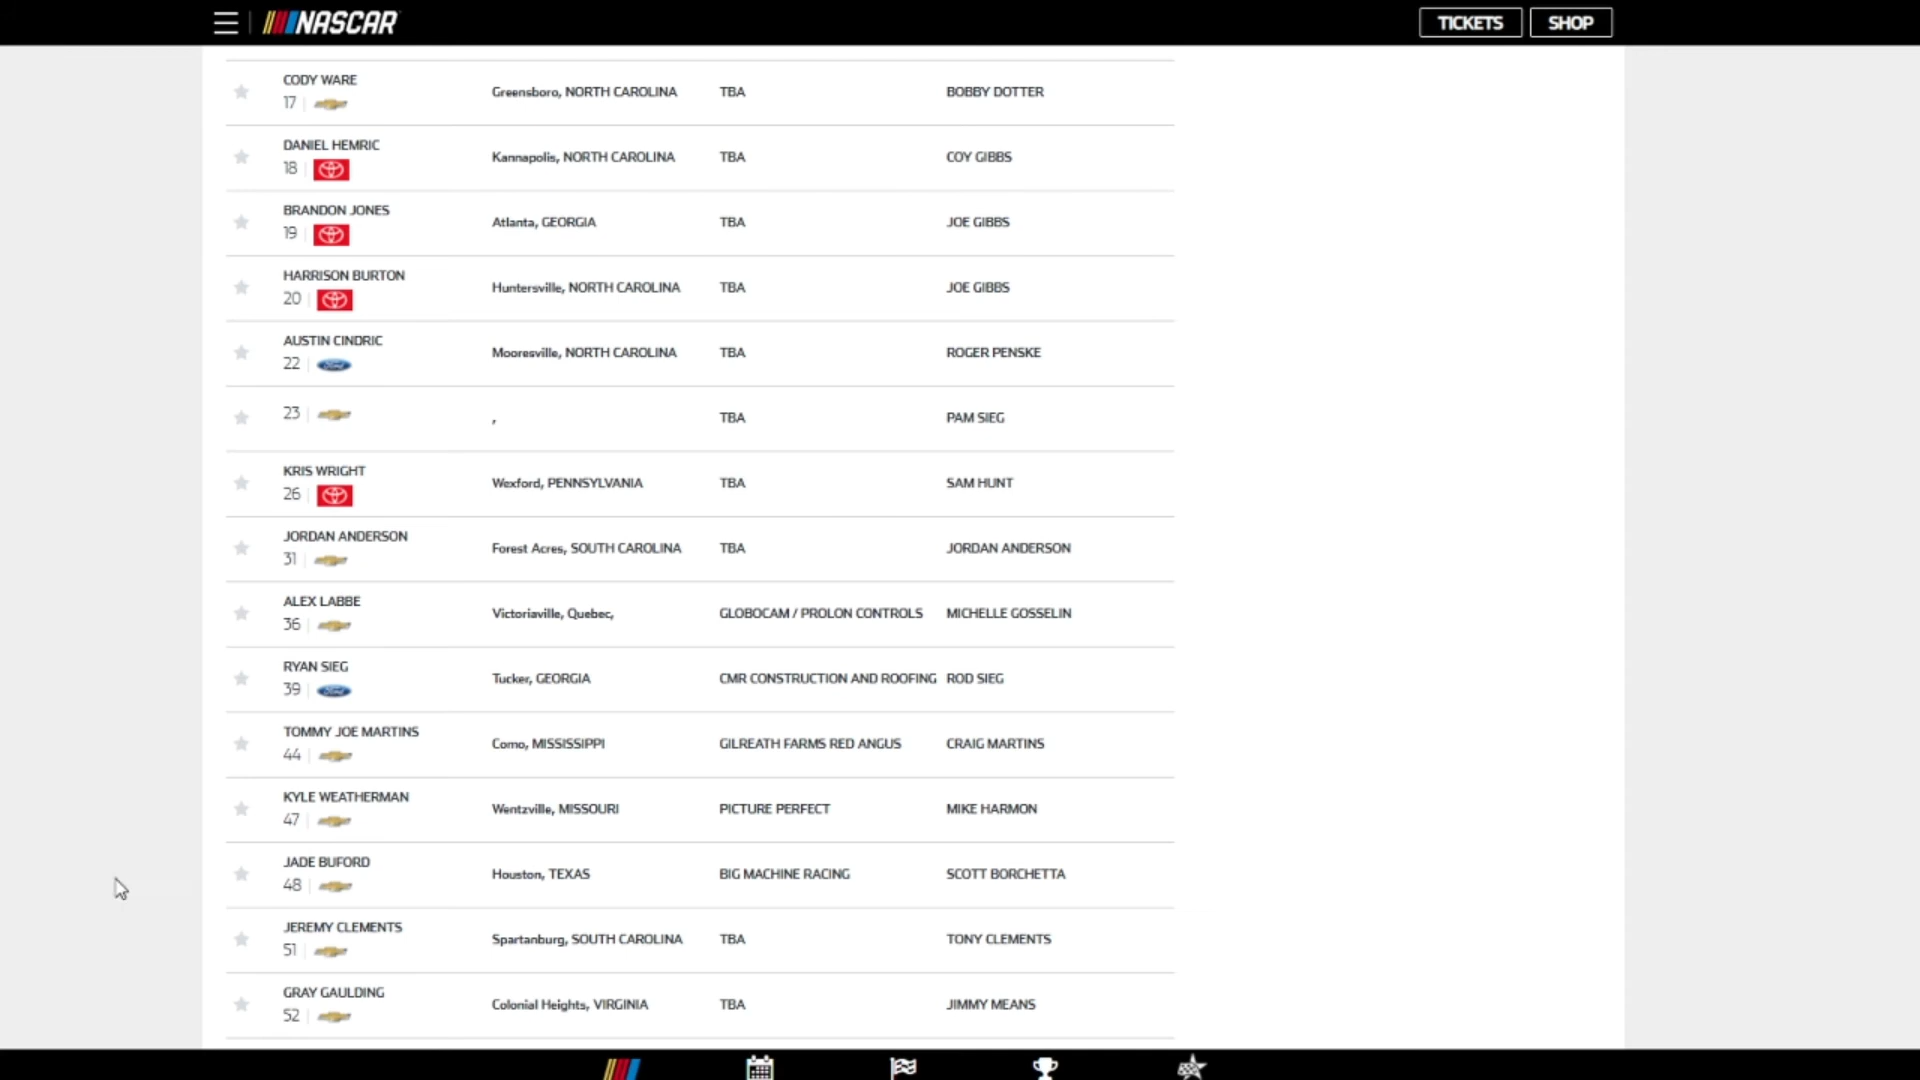 NASCAR
TICKETS
SHOP
CODY WARE
17
Greensboro, NORTH CAROLINA
TBA
BOBBY DOTTER
DANIEL HEMRIC
18
Kannapolis, NORTH CAROLINA
TBA
COY GIBBS
BRANDON JONES
19
Atlanta, GEORGIA
TBA
JOE GIBBS
HARRISON BURTON
20
Huntersville, NORTH CAROLINA
TBA
JOE GIBBS
AUSTIN CINDRIC
22
Ford
Mooresville, NORTH CAROLINA
TBA
ROGER PENSKE
23
,
TBA
PAM SIEG
KRIS WRIGHT
26
Wexford, PENNSYLVANIA
TBA
SAM HUNT
JORDAN ANDERSON
31
Forest Acres, SOUTH CAROLINA
TBA
JORDAN ANDERSON
ALEX LABBE
36
Victoriaville, Quebec,
GLOBOCAM / PROLON CONTROLS
MICHELLE GOSSELIN
RYAN SIEG
39
Ford
Tucker, GEORGIA
CMR CONSTRUCTION AND ROOFING
ROD SIEG
TOMMY JOE MARTINS
44
Como, MISSISSIPPI
GILREATH FARMS RED ANGUS
CRAIG MARTINS
KYLE WEATHERMAN
47
Wentzville, MISSOURI
PICTURE PERFECT
MIKE HARMON
JADE BUFORD
48
Houston, TEXAS
BIG MACHINE RACING
SCOTT BORCHETTA
JEREMY CLEMENTS
51
Spartanburg, SOUTH CAROLINA
TBA
TONY CLEMENTS
GRAY GAULDING
52
Colonial Heights, VIRGINIA
TBA
JIMMY MEANS